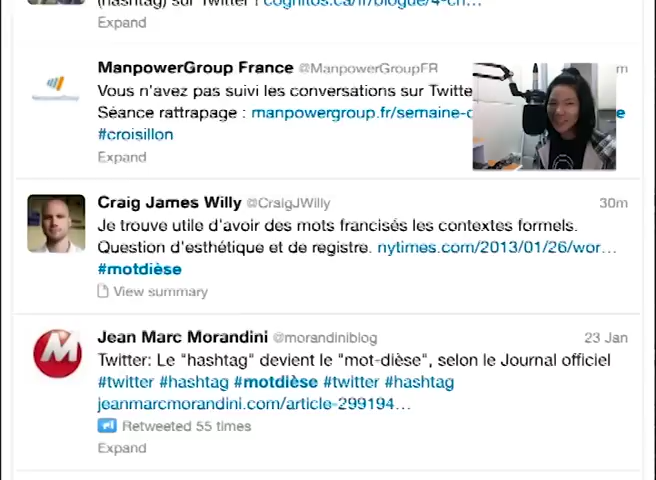 (hashtag) sur Twitter ! cognitos.ca/fr/blogue/4-ch…
Expand
ManpowerGroup France @ManpowerGroupFR
Vous n'avez pas suivi les conversations sur Twitte
Séance rattrapage : manpowergroup.fr/semaine-
#croisillon
Expand
Craig James Willy @CraigJWilly 30m
Je trouve utile d'avoir des mots francisés les contextes formels.
Question d'esthétique et de registre. nytimes.com/2013/01/26/wor…
#motdièse
View summary
Jean Marc Morandini @morandiniblog 23 Jan
Twitter: Le "hashtag" devient le "mot-dièse", selon le Journal officiel
#twitter #hashtag #motdièse #twitter #hashtag
jeanmarcmorandini.com/article-299194…
Retweeted 55 times
Expand